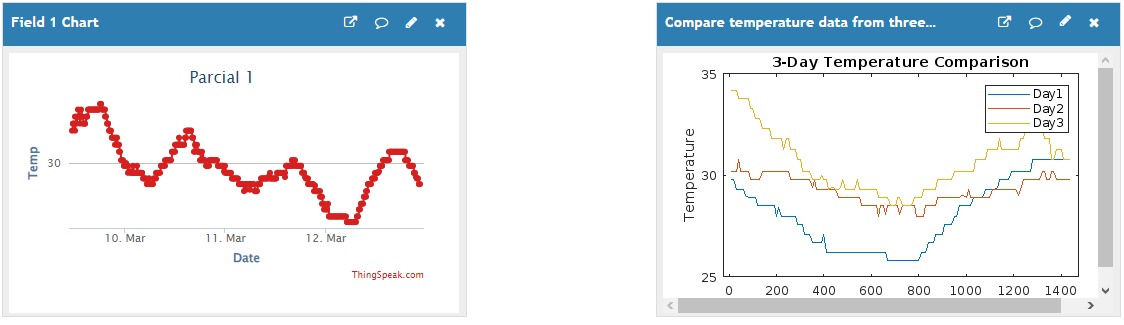 Field 1 Chart
Parcial 1
Temp
30
10. Mar
11. Mar
12. Mar
Date
ThingSpeak.com
Compare temperature data from three...
3-Day Temperature Comparison
Day1
Day2
Day3
Temperature
35
30
25
0
200
400
600
800
1000
1200
1400